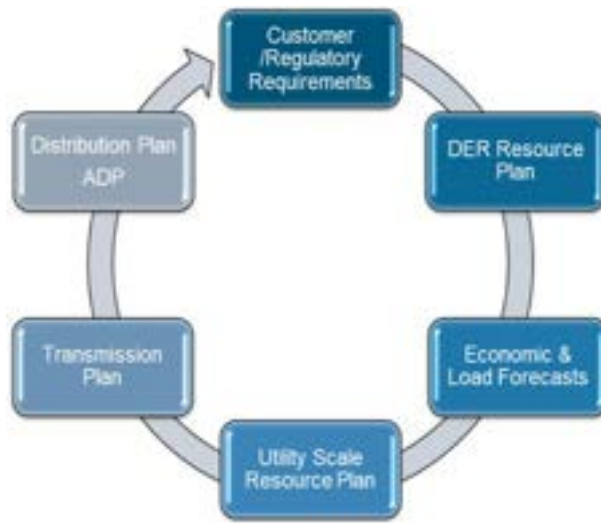 Customer
/Regulatory
Requirements
DER Resource
Plan
Economic &
Load Forecasts
Utility Scale
Resource Plan
Transmission
Plan
Distribution Plan
ADP